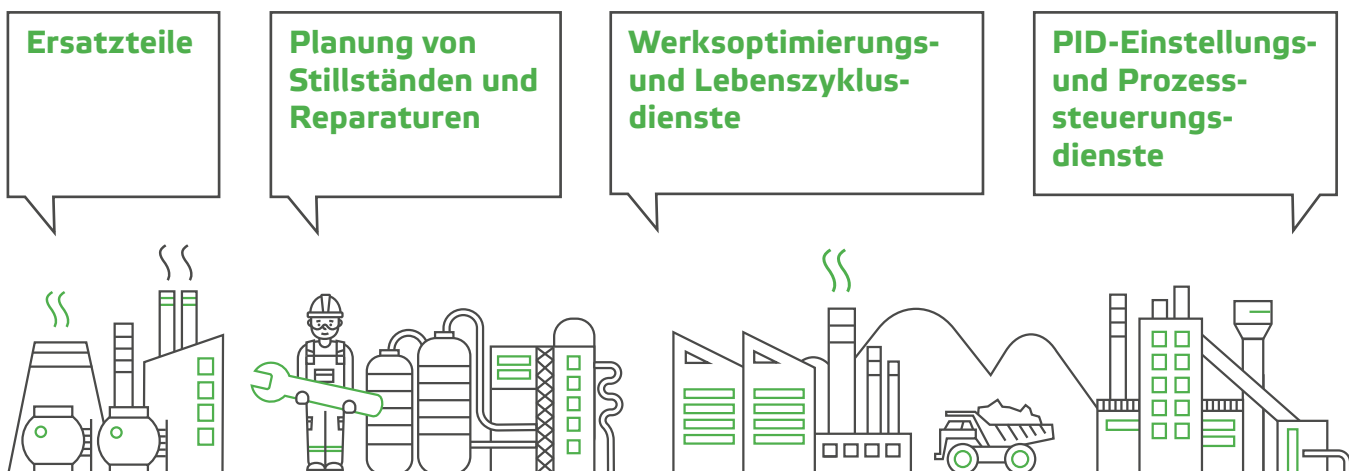 Ersatzteile
Planung von
Stillständen und
Reparaturen
Werksoptimierungs-
und Lebenszyklus-
dienste
PID-Einstellungs-
und Prozess-
steuerungs-
dienste